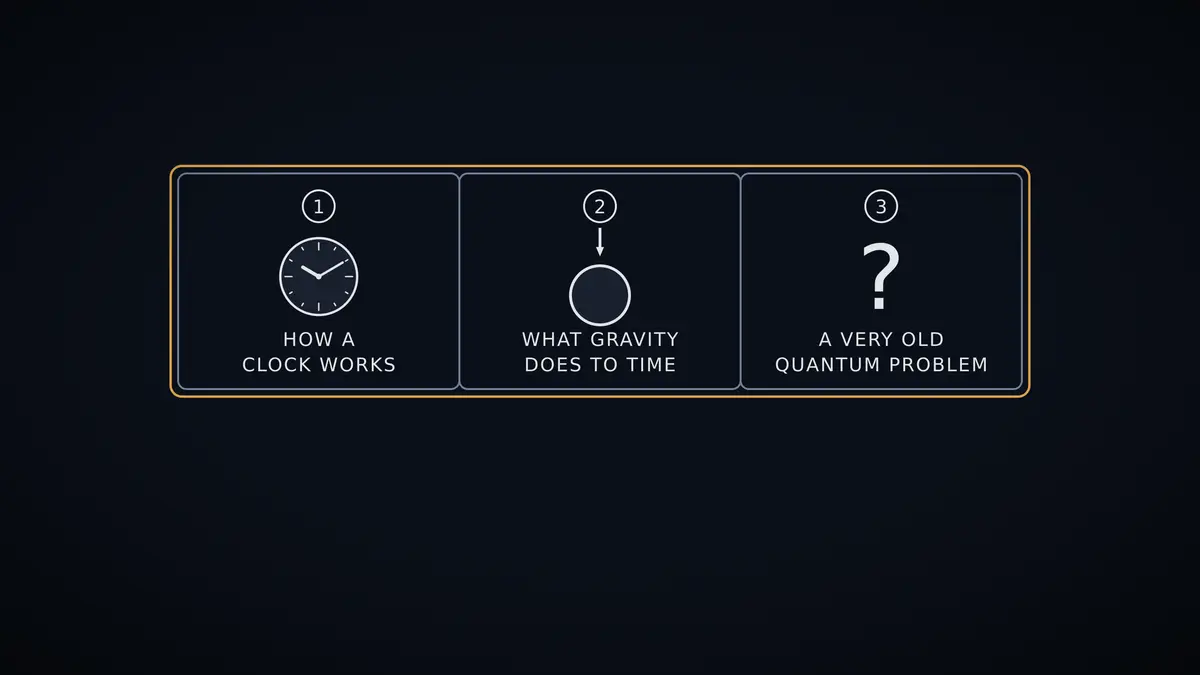 1
HOW A
CLOCK WORKS
2
WHAT GRAVITY
DOES TO TIME
3
?
A VERY OLD
QUANTUM PROBLEM